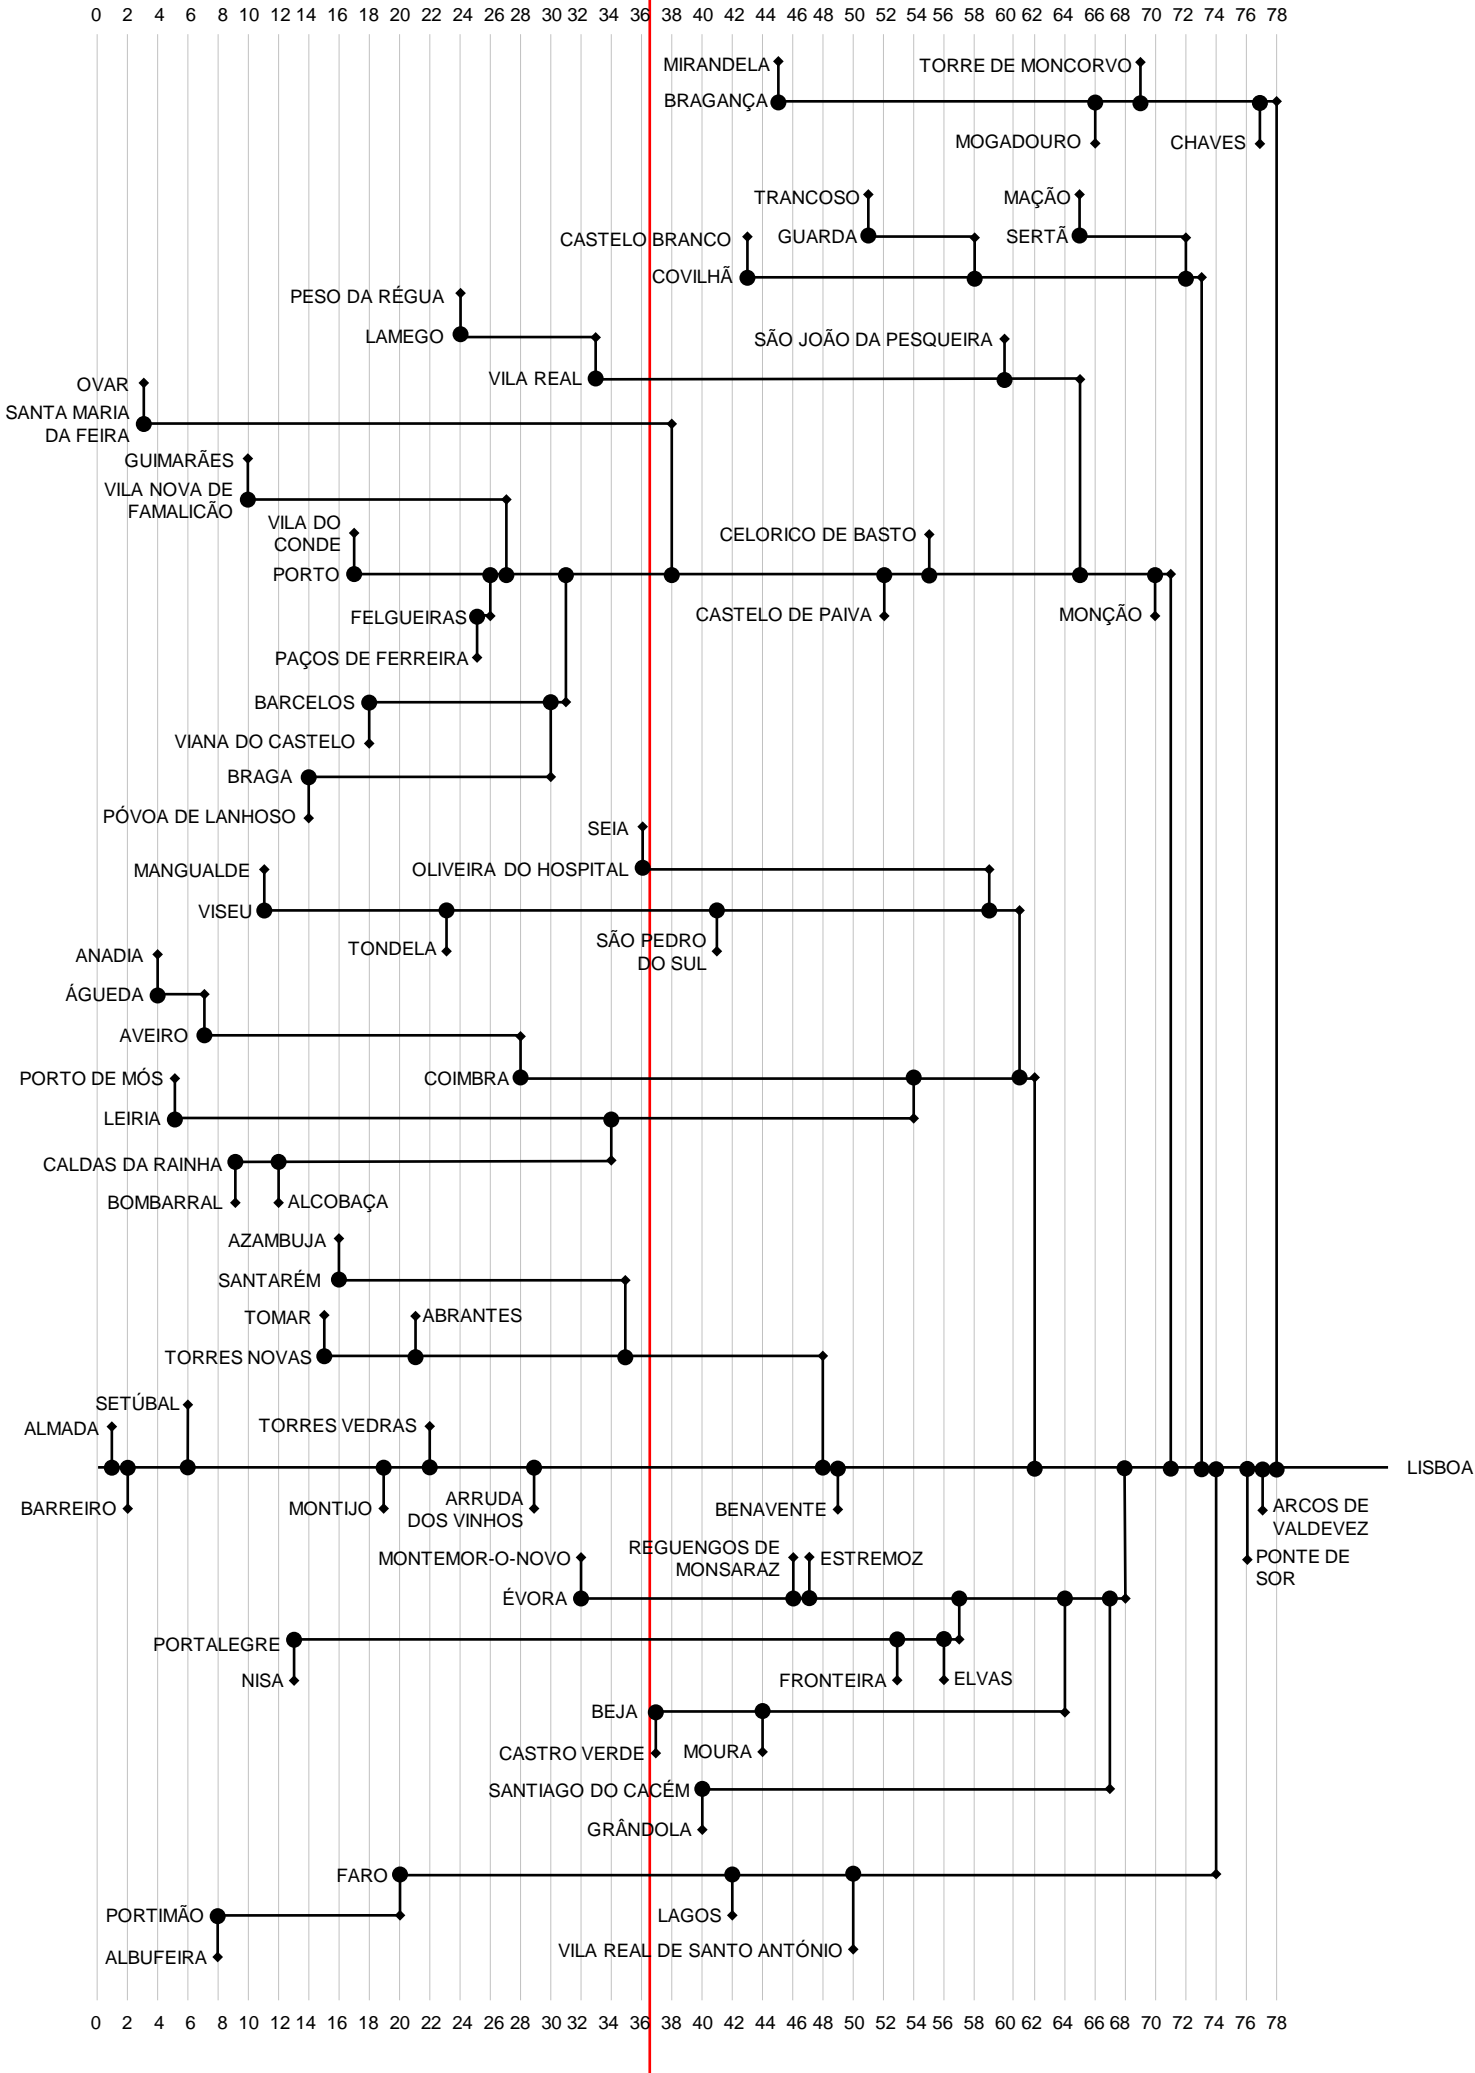 0 2 4 6 8 10 12 14 16 18 20 22 24 26 28 30 32 34 36 38 40 42 44 46 48 50 52 54 56 58 60 62 64 66 68 70 72 74 76 78
MIRANDELA
TORRE DE MONCORVO
BRAGANÇA
MOGADOURO
CHAVES
TRANCOSO
MAÇÃO
CASTELO BRANCO
GUARDA
SERTÃ
COVILHÃ
PESO DA RÉGUA
LAMEGO
SÃO JOÃO DA PESQUEIRA
VILA REAL
OVAR
SANTA MARIA
DA FEIRA
GUIMARÃES
VILA NOVA DE
FAMALICÃO
VILA DO
CONDE
CELORICO DE BASTO
PORTO
FELGUEIRAS
CASTELO DE PAIVA
MONÇÃO
PAÇOS DE FERREIRA
BARCELOS
VIANA DO CASTELO
BRAGA
PÓVOA DE LANHOSO
SEIA
MANGUALDE
OLIVEIRA DO HOSPITAL
VISEU
TONDELA
SÃO PEDRO
DO SUL
ANADIA
ÁGUEDA
AVEIRO
PORTO DE MÓS
COIMBRA
LEIRIA
CALDAS DA RAINHA
BOMBARRAL
ALCOBAÇA
AZAMBUJA
SANTARÉM
TOMAR
ABRANTES
TORRES NOVAS
SETÚBAL
ALMADA
TORRES VEDRAS
LISBOA
BARREIRO
MONTIJO
ARRUDA
DOS VINHOS
BENAVENTE
ARCOS DE
VALDEVEZ
PONTE DE
SOR
MONTEMOR-O-NOVO
REGUENGOS DE
MONSARAZ
ESTREMOZ
ÉVORA
PORTALEGRE
NISA
FRONTEIRA
ELVAS
BEJA
CASTRO VERDE
MOURA
SANTIAGO DO CACÉM
GRÂNDOLA
FARO
PORTIMÃO
LAGOS
ALBUFEIRA
VILA REAL DE SANTO ANTÓNIO
0 2 4 6 8 10 12 14 16 18 20 22 24 26 28 30 32 34 36 38 40 42 44 46 48 50 52 54 56 58 60 62 64 66 68 70 72 74 76 78